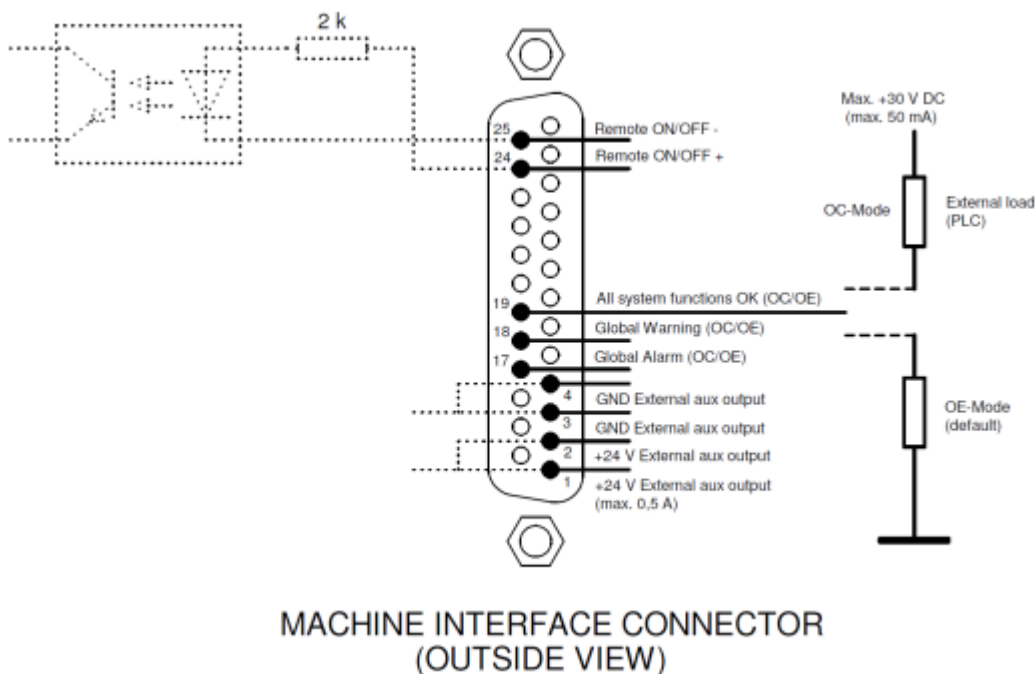 2 k
Max. +30 V DC
(max. 50 mA)
25
Remote ON/OFF -
24
Remote ON/OFF +
OC-Mode
External load
(PLC)
19
All system functions OK (OC/OE)
18
Global Warning (OC/OE)
17
Global Alarm (OC/OE)
4
GND External aux output
3
GND External aux output
OE-Mode
(default)
2
+24 V External aux output
1
+24 V External aux output
(max. 0,5 A)
MACHINE INTERFACE CONNECTOR
(OUTSIDE VIEW)